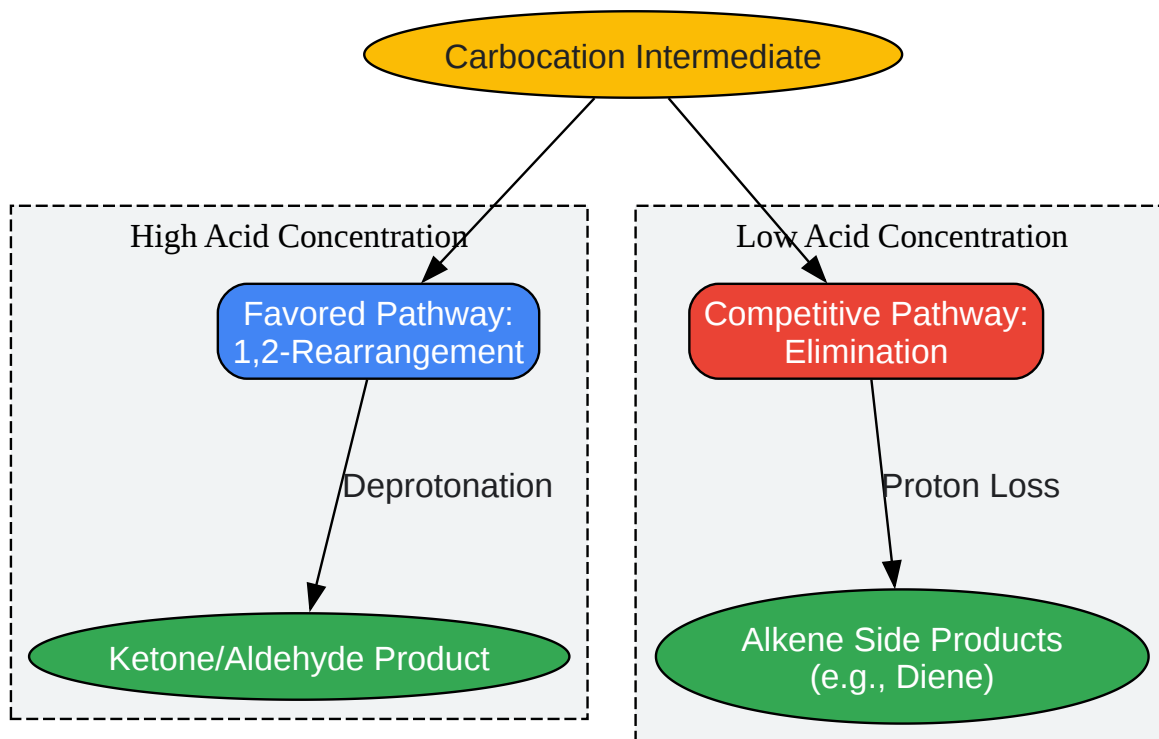 Carbocation Intermediate
High Acid Concentration
Low Acid Concentration
Favored Pathway:
1,2-Rearrangement
Competitive Pathway:
Elimination
Deprotonation
Proton Loss
Ketone/Aldehyde Product
Alkene Side Products
(e.g., Diene)